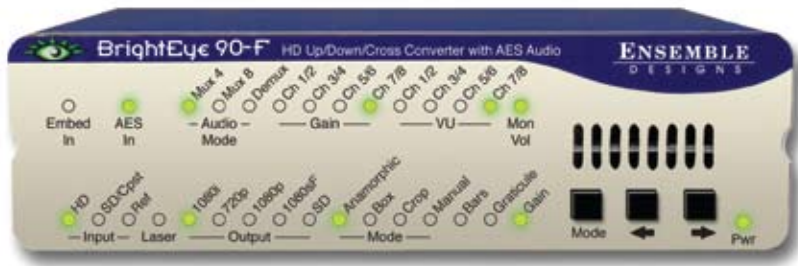 BrightEye 90-F HD Up/Down/Cross Converter with AES Audio
ENSEMBLE
DESIGNS
Mux 4 Mux 8 Demux Ch 1/2 Ch 3/4 Ch 5/6 Ch 7/8 Ch 1/2 Ch 3/4 Ch 5/6 Ch 7/8
Embed In
AES In
Audio Mode
Gain
VU
Mon Vol
HD SD/Cpst Ref 1080i 720p 1080p 1080sF SD Anamorphic Box Crop Manual Bars Graticule Gain
Input Laser Output Mode
Mode
Pwr